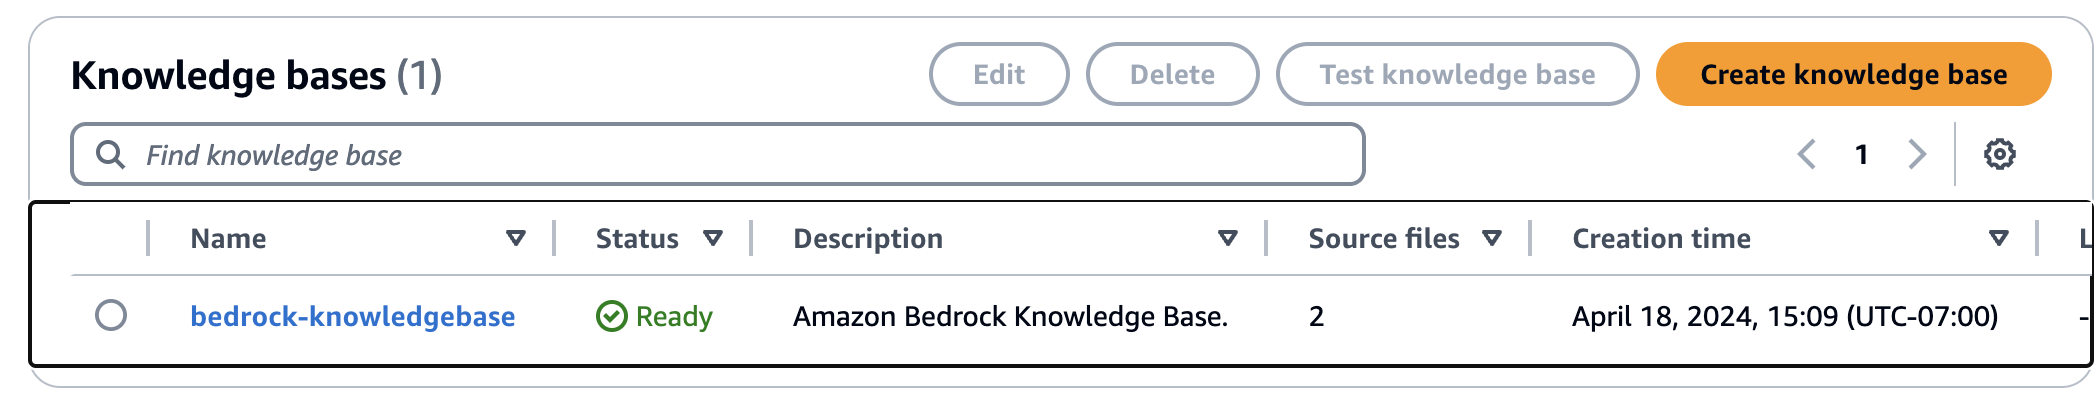 Knowledge bases (1) Edit Delete Test knowledge base Create knowledge base
Find knowledge base 1
Name Status Description Source files Creation time
bedrock-knowledgebase Ready Amazon Bedrock Knowledge Base. 2 April 18, 2024, 15:09 (UTC-07:00) -